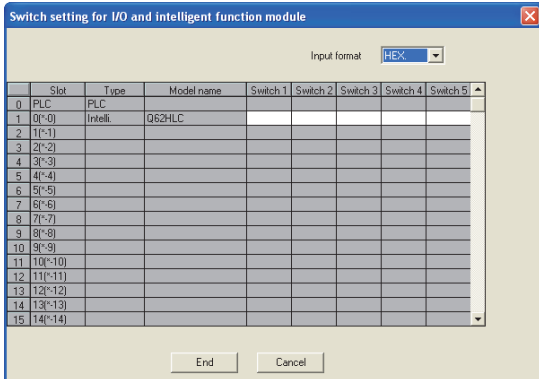 Switch setting for I/O and intelligent function module
Input format HEX.
Slot Type Model name Switch 1 Switch 2 Switch 3 Switch 4 Switch 5
0 PLC PLC
1 0(*-0) Intelli. Q62HLC
2 1(*-1)
3 2(*-2)
4 3(*-3)
5 4(*-4)
6 5(*-5)
7 6(*-6)
8 7(*-7)
9 8(*-8)
10 9(*-9)
11 10(*-10)
12 11(*-11)
13 12(*-12)
14 13(*-13)
15 14(*-14)
End Cancel